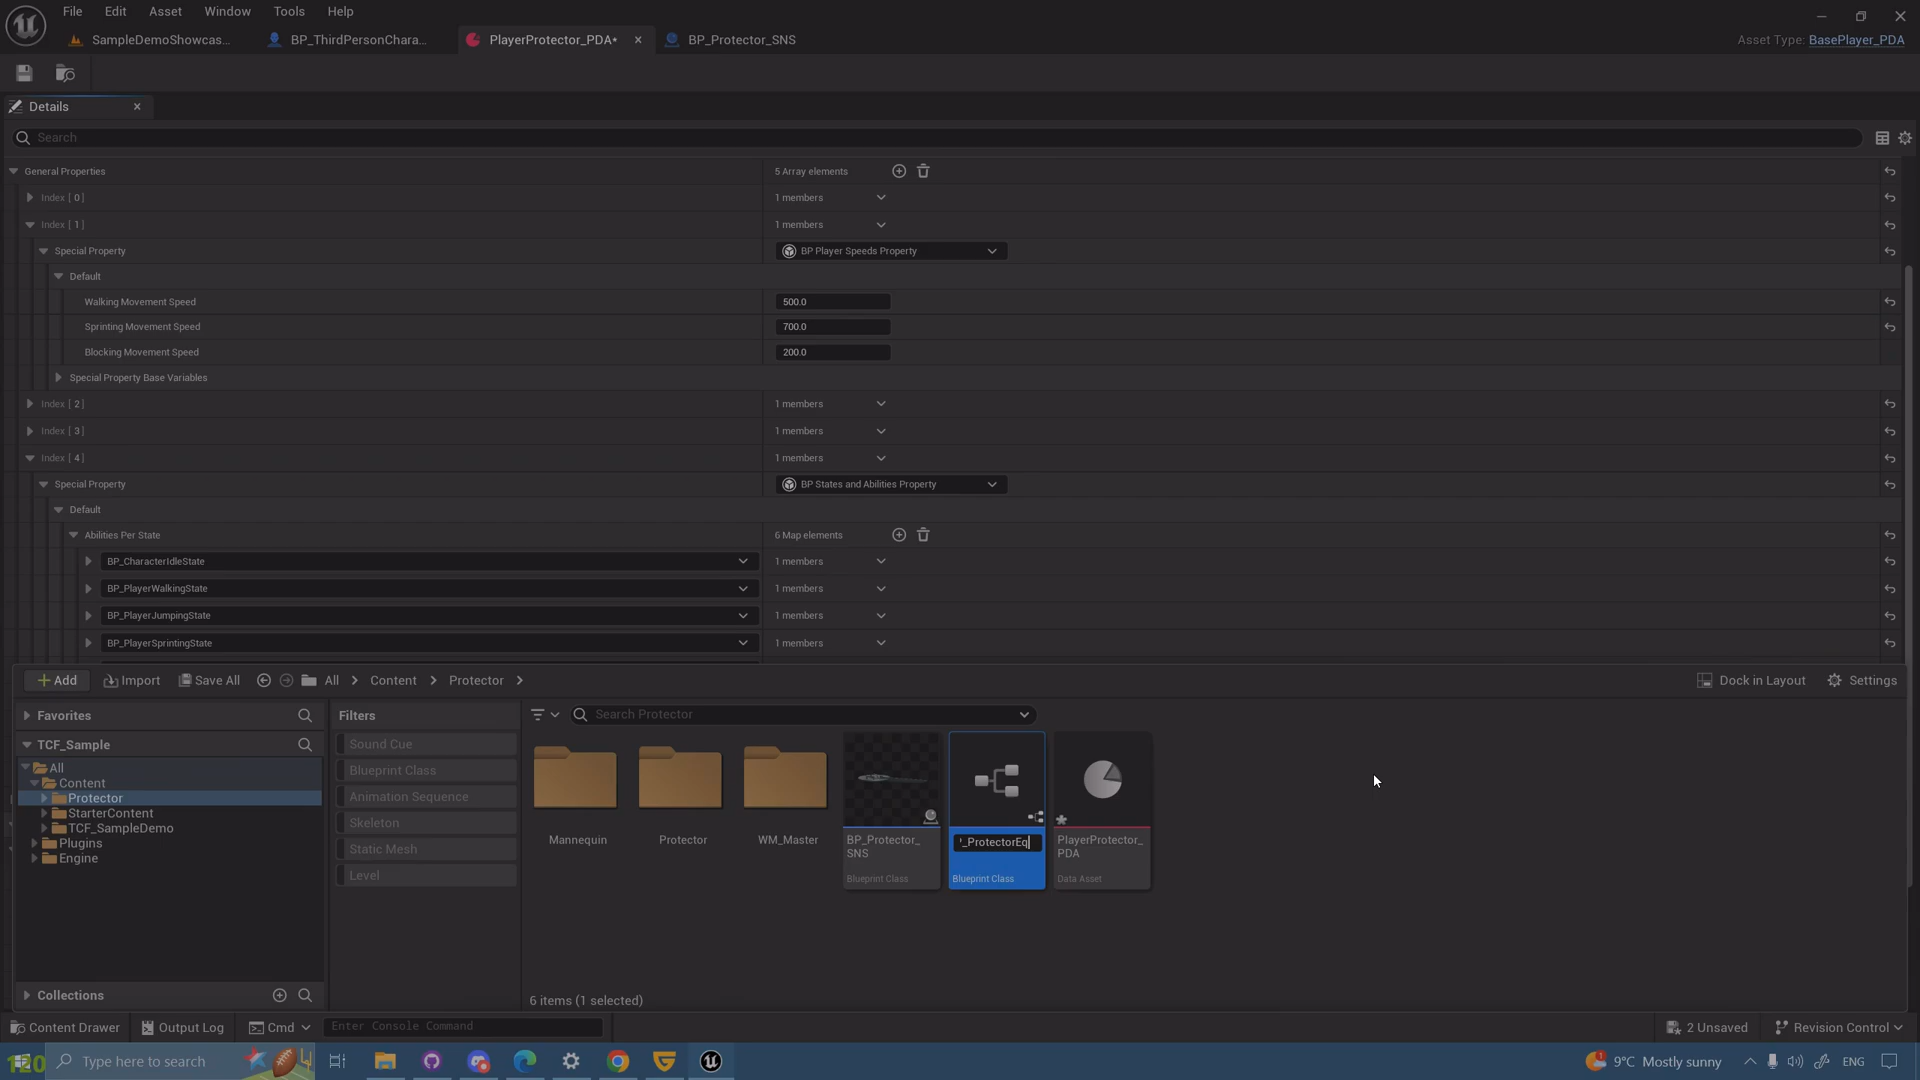 File Edit Asset Window Tools Help
SampleDemoShowcas... BP_ThirdPersonChara... PlayerProtector_PDA* BP_Protector_SNS Asset Type: BasePlayer_PDA
Details
Search
General Properties 5 Array elements
Index [ 0 ] 1 members
Index [ 1 ] 1 members
Special Property BP Player Speeds Property
Default
Walking Movement Speed 500.0
Sprinting Movement Speed 700.0
Blocking Movement Speed 200.0
Special Property Base Variables
Index [ 2 ] 1 members
Index [ 3 ] 1 members
Index [ 4 ] 1 members
Special Property BP States and Abilities Property
Default
Abilities Per State 6 Map elements
BP_CharacterIdleState 1 members
BP_PlayerWalkingState 1 members
BP_PlayerJumpingState 1 members
BP_PlayerSprintingState 1 members
Add Import Save All All Content Protector Dock in Layout Settings
Favorites
Filters
Search Protector
TCF_Sample
All
Content
Protector
StarterContent
TCF_SampleDemo
Plugins
Engine
Collections
Sound Cue
Blueprint Class
Animation Sequence
Skeleton
Static Mesh
Level
Mannequin
Protector
WM_Master
BP_Protector_
SNS
Blueprint Class
_ProtectorEq
Blueprint Class
PlayerProtector_
PDA
Data Asset
6 items (1 selected)
Content Drawer Output Log Cmd Enter Console Command 2 Unsaved Revision Control
120 Type here to search 9°C Mostly sunny ENG